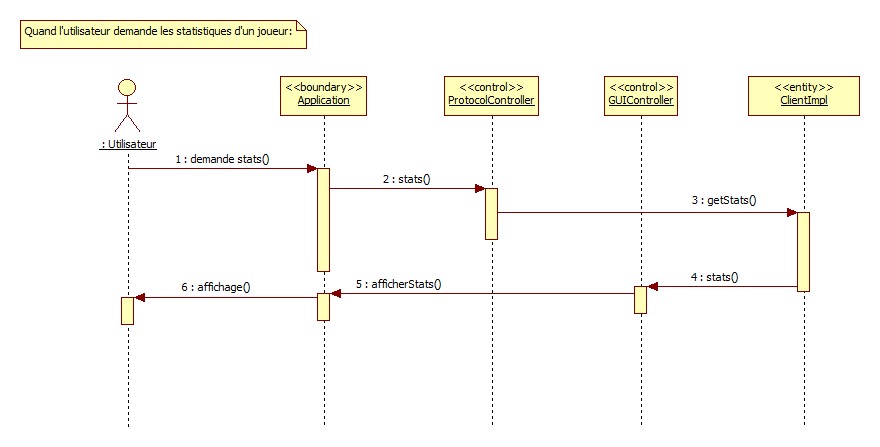 Quand l'utilisateur demande les statistiques d'un joueur:
<<boundary>>
Application
<<control>>
ProtocolController
<<control>>
GUIController
<<entity>>
ClientImpl
: Utilisateur
1 : demande stats()
2 : stats()
3 : getStats()
4 : stats()
5 : afficherStats()
6 : affichage()